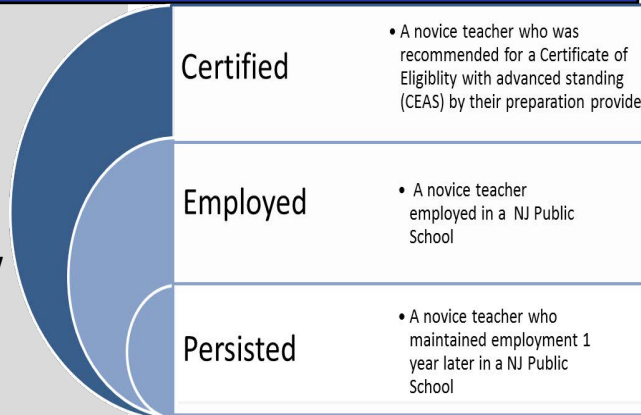 Certified
• A novice teacher who was
recommended for a Certificate of
Eligiblity with advanced standing
(CEAS) by their preparation provide
Employed
• A novice teacher
employed in a NJ Public
School
Persisted
• A novice teacher who
maintained employment 1
year later in a NJ Public
School